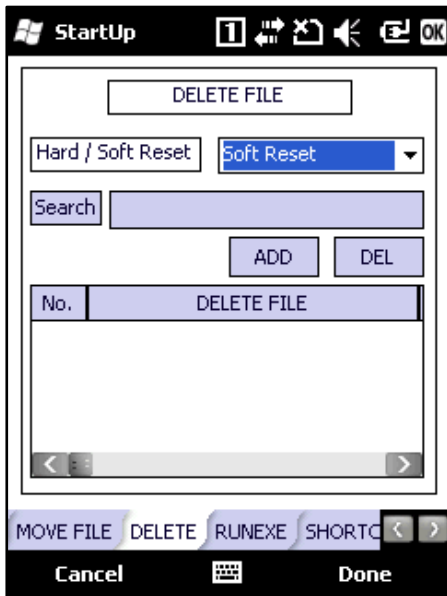 StartUp 1 OK
DELETE FILE
Hard / Soft Reset Soft Reset
Search
ADD DEL
No. DELETE FILE
MOVE FILE DELETE RUNEXE SHORTC
Cancel Done